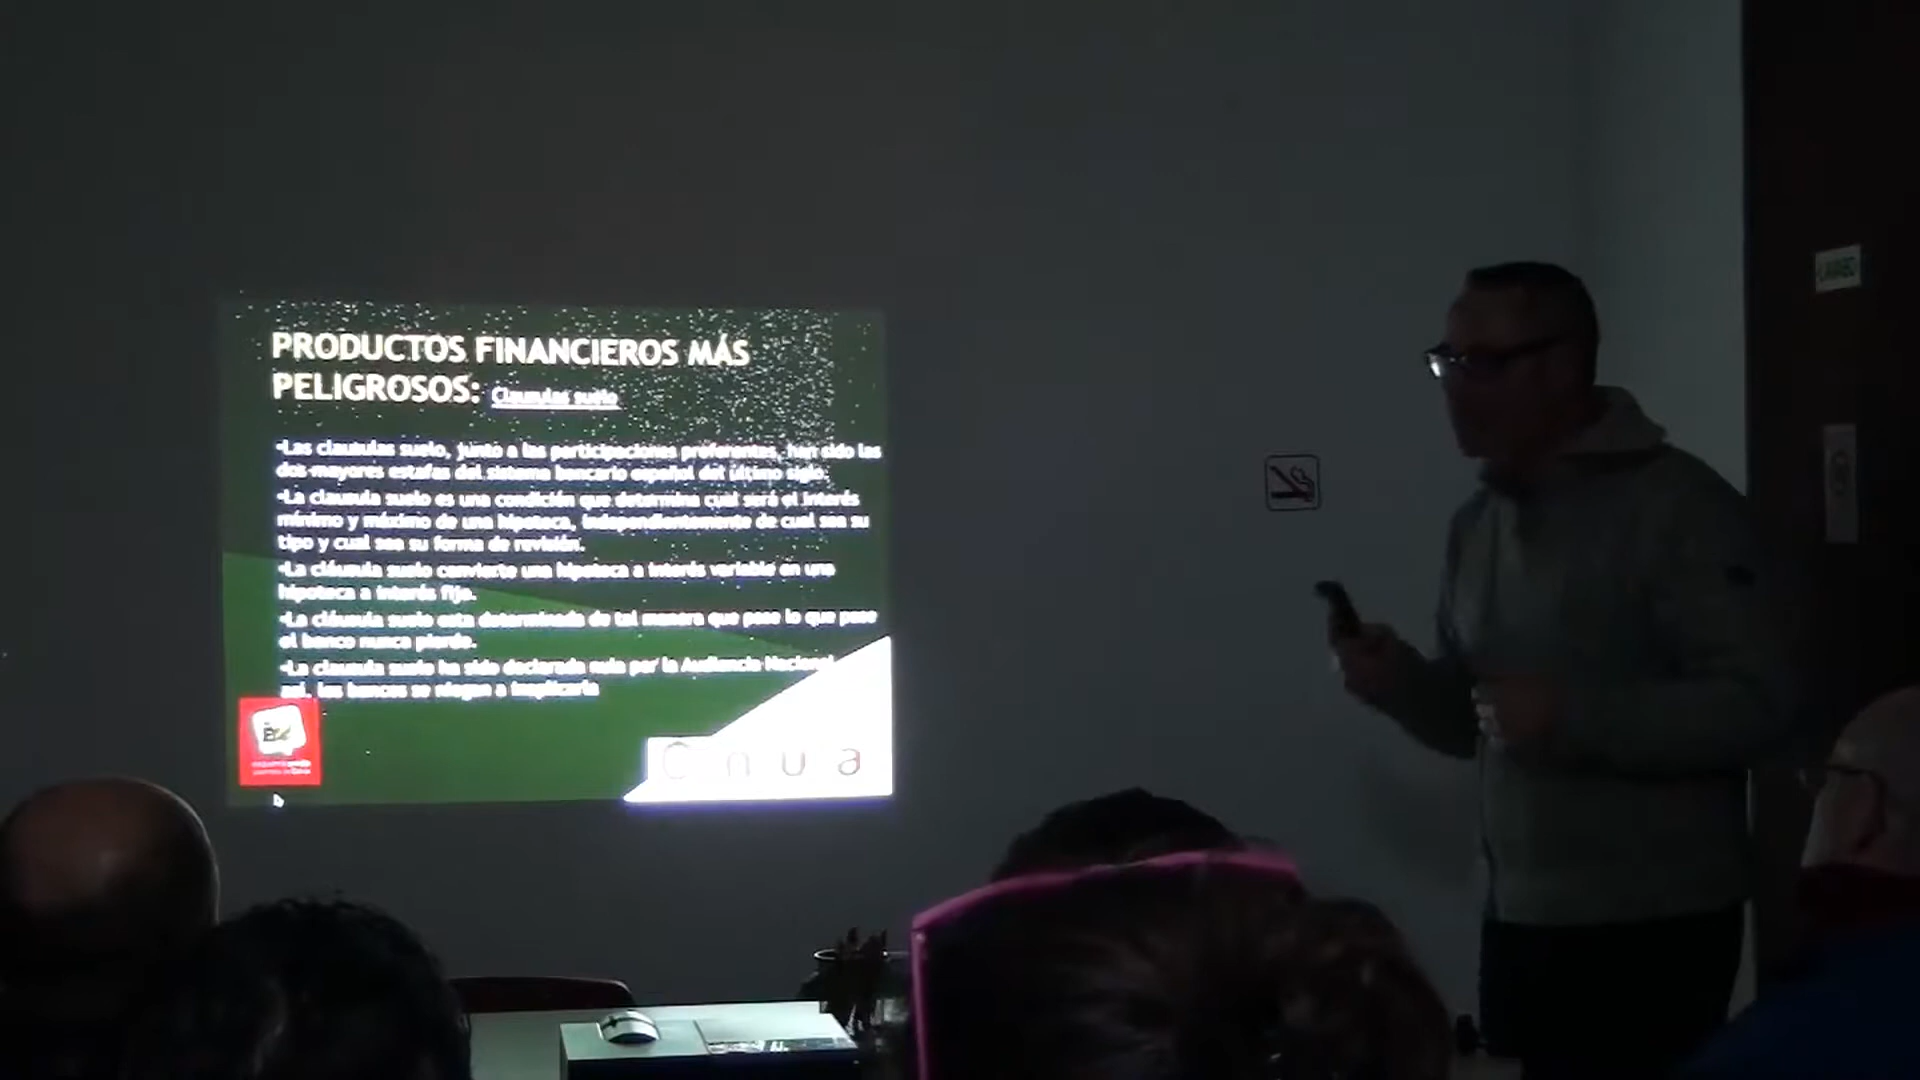 PRODUCTOS FINANCIEROS MÁS
PELIGROSOS: Clausulas suelo
•Las clausulas suelo, junto a las participaciones preferentes, han sido las
dos mayores estafas del sistema bancario español del último siglo.
•La clausula suelo es una condición que determina cual será el interés
mínimo y máximo de una hipoteca, independientemente de cual sea su
tipo y cual sea su forma de revisión.
•La cláusula suelo convierte una hipoteca a interés variable en una
hipoteca a interés fijo.
•La cláusula suelo esta determinada de tal manera que pase lo que pase
el banco nunca pierde.
•La clausula suelo ha sido declarada nula por la Audiencia Nacional
los bancos se niegan a
C n u a
LAVABO